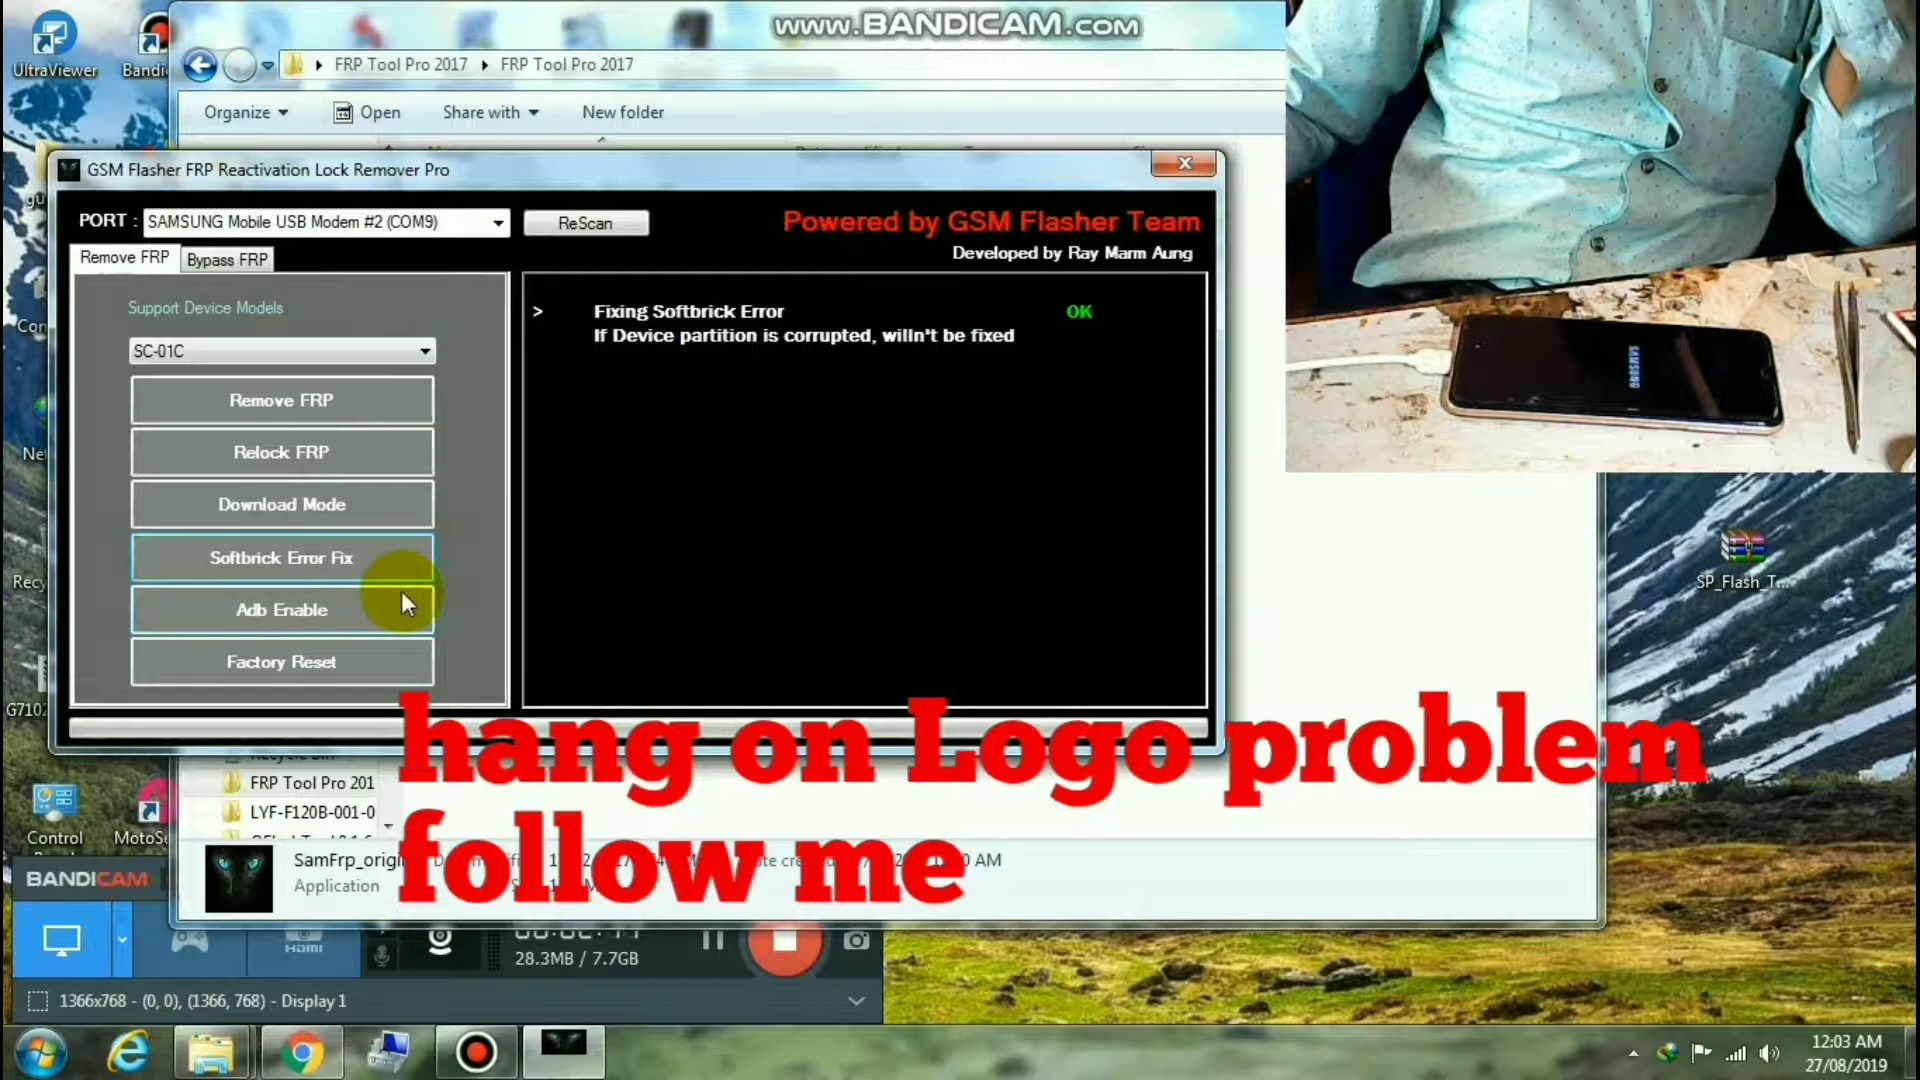 www.BANDICAM.com
UltraViewer
FRP Tool Pro 2017 FRP Tool Pro 2017
Organize Open Share with New folder
GSM Flasher FRP Reactivation Lock Remover Pro
PORT : SAMSUNG Mobile USB Modem #2 (COM9) ReScan
Powered by GSM Flasher Team
Developed by Ray Marm Aung
Remove FRP Bypass FRP
Support Device Models
SC-01C
Remove FRP
Relock FRP
Download Mode
Softbrick Error Fix
Adb Enable
Factory Reset
> Fixing Softbrick Error OK
If Device partition is corrupted, willn't be fixed
SAMSUNG
SP_Flash_T...
hang on Logo problem
follow me
FRP Tool Pro 201
LYF-F120B-001-0
Control
MotoSe
SamFrp_origi
Application
BANDICAM
28.3MB / 7.7GB
1366x768 - (0, 0), (1366, 768) - Display 1
12:03 AM
27/08/2019